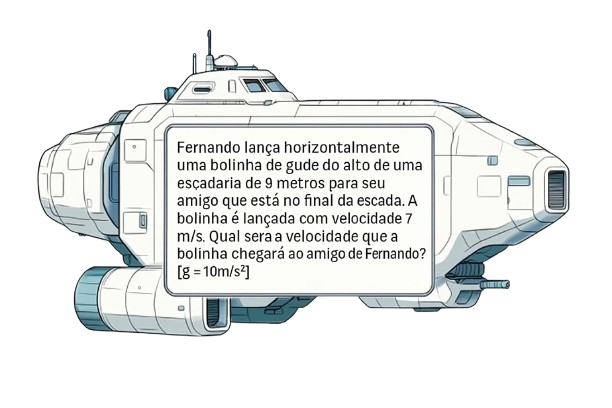 Fernando lança horizontalmente
uma bolinha de gude do alto de uma
esçadaria de 9 metros para seu
amigo que está no final da escada. A
bolinha é lançada com velocidade 7
m/s. Qual sera a velocidade que a
bolinha chegará ao amigo de Fernando?
[g = 10m/s²]